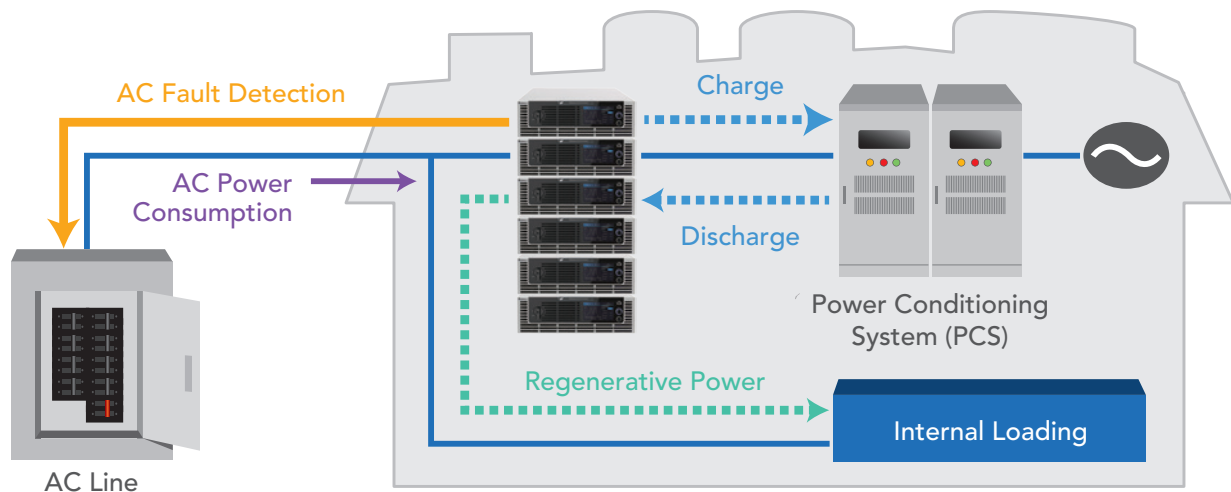 AC Fault Detection
Charge
AC Power
Consumption
Discharge
Power Conditioning
System (PCS)
Regenerative Power
Internal Loading
AC Line